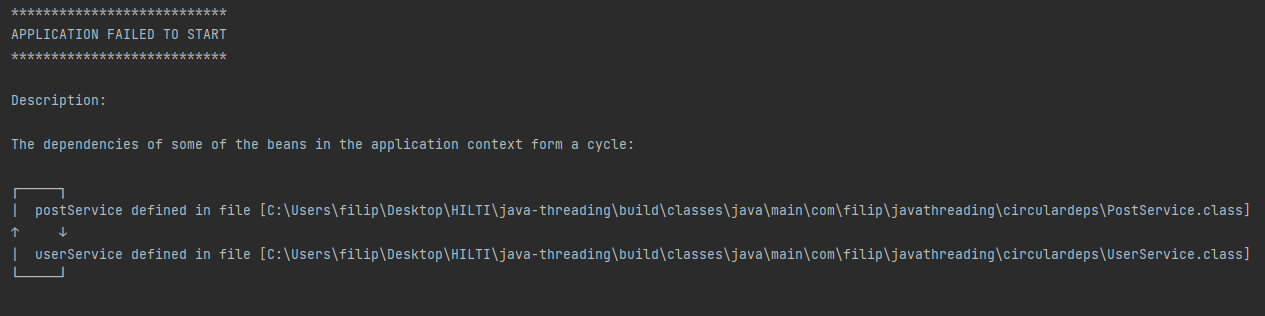 ***************************
APPLICATION FAILED TO START
***************************
Description:
The dependencies of some of the beans in the application context form a cycle:
┌─────┐
|  postService defined in file [C:\Users\filip\Desktop\HILTI\java-threading\build\classes\java\main\com\filip\javathreading\circulardeps\PostService.class]
↑     ↓
|  userService defined in file [C:\Users\filip\Desktop\HILTI\java-threading\build\classes\java\main\com\filip\javathreading\circulardeps\UserService.class]
└─────┘